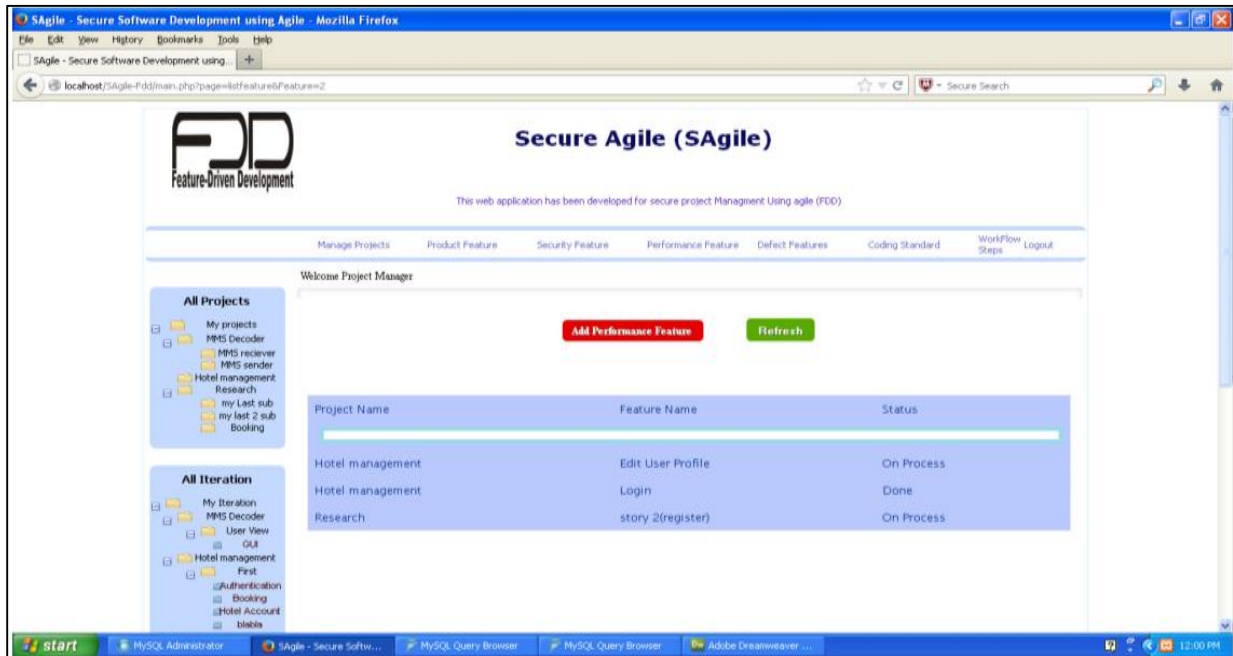 SAgile - Secure Software Development using Agile - Mozilla Firefox
File Edit View History Bookmarks Tools Help
SAgile - Secure Software Development using... +
localhost/SAgile-Fdd/main.php?page=listfeature&Feature=2
Secure Search
FDD
Feature-Driven Development
Secure Agile (SAgile)
This web application has been developed for secure project Managment Using agile (FDD)
Manage Projects Product Feature Security Feature Performance Feature Defect Features Coding Standard WorkFlow Steps Logout
Welcome Project Manager
All Projects
My projects
MMS Decoder
MMS reciever
MMS sender
Hotel management
Research
my Last sub
my last 2 sub
Booking
Add Performance Feature Refresh
Project Name Feature Name Status
Hotel management Edit User Profile On Process
Hotel management Login Done
Research story 2(register) On Process
All Iteration
My Iteration
MMS Decoder
User View
GUI
Hotel management
First
Authentication
Booking
Hotel Account
blabla
start MySQL Administrator SAgile - Secure Softw... MySQL Query Browser MySQL Query Browser Adobe Dreamweaver ... 12:00 PM